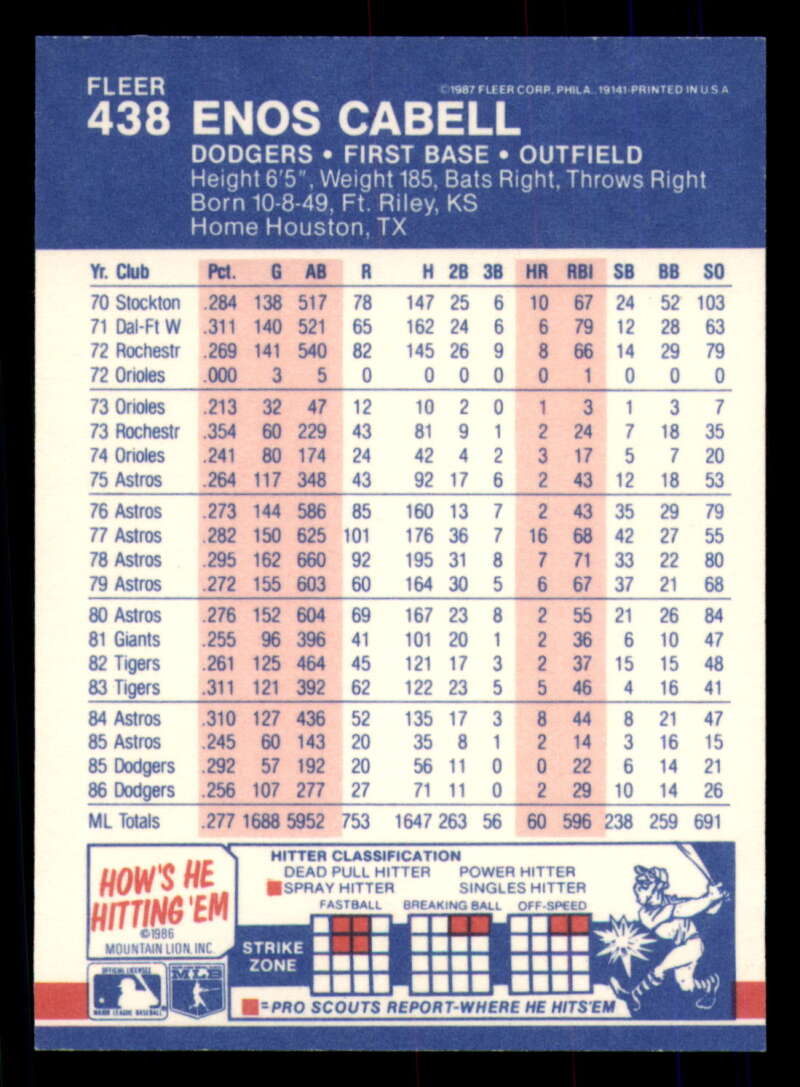 FLEER
©1987 FLEER CORP., PHILA., 19141-PRINTED IN U.S.A.
438 ENOS CABELL
DODGERS • FIRST BASE • OUTFIELD
Height 6'5", Weight 185, Bats Right, Throws Right
Born 10-8-49, Ft. Riley, KS
Home Houston, TX
Yr. Club Pct. G AB R H 2B 3B HR RBI SB BB SO
70 Stockton .284 138 517 78 147 25 6 10 67 24 52 103
71 Dal-Ft W .311 140 521 65 162 24 6 6 79 12 28 63
72 Rochestr .269 141 540 82 145 26 9 8 66 14 29 79
72 Orioles .000 3 5 0 0 0 0 0 1 0 0 0
73 Orioles .213 32 47 12 10 2 0 1 3 1 3 7
73 Rochestr .354 60 229 43 81 9 1 2 24 7 18 35
74 Orioles .241 80 174 24 42 4 2 3 17 5 7 20
75 Astros .264 117 348 43 92 17 6 2 43 12 18 53
76 Astros .273 144 586 85 160 13 7 2 43 35 29 79
77 Astros .282 150 625 101 176 36 7 16 68 42 27 55
78 Astros .295 162 660 92 195 31 8 7 71 33 22 80
79 Astros .272 155 603 60 164 30 5 6 67 37 21 68
80 Astros .276 152 604 69 167 23 8 2 55 21 26 84
81 Giants .255 96 396 41 101 20 1 2 36 6 10 47
82 Tigers .261 125 464 45 121 17 3 2 37 15 15 48
83 Tigers .311 121 392 62 122 23 5 5 46 4 16 41
84 Astros .310 127 436 52 135 17 3 8 44 8 21 47
85 Astros .245 60 143 20 35 8 1 2 14 3 16 15
85 Dodgers .292 57 192 20 56 11 0 0 22 6 14 21
86 Dodgers .256 107 277 27 71 11 0 2 29 10 14 26
ML Totals .277 1688 5952 753 1647 263 56 60 596 238 259 691
HOW'S HE
HITTING 'EM
©1986
MOUNTAIN LION, INC.
HITTER CLASSIFICATION
DEAD PULL HITTER POWER HITTER
SPRAY HITTER SINGLES HITTER
FASTBALL BREAKING BALL OFF-SPEED
STRIKE
ZONE
=PRO SCOUTS REPORT-WHERE HE HITS'EM
OFFICIAL LICENSEE
MAJOR LEAGUE BASEBALL
MLB